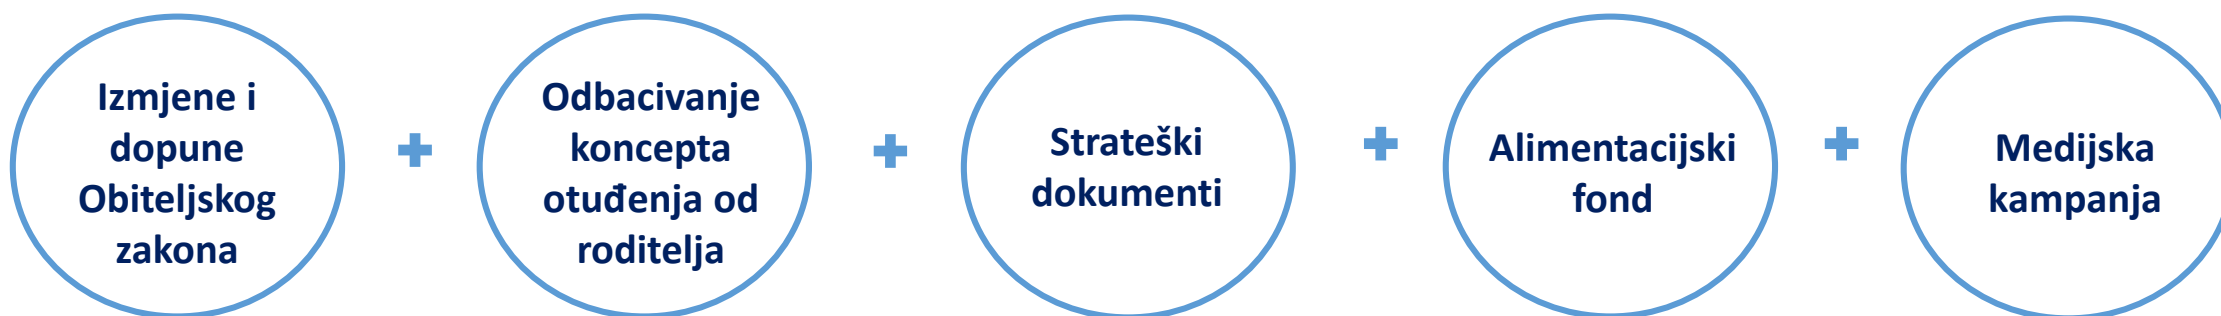 Izmjene i
dopune
Obiteljskog
zakona
+
Odbacivanje
koncepta
otuđenja od
roditelja
+
Strateški
dokumenti
+
Alimentacijski
fond
+
Medijska
kampanja